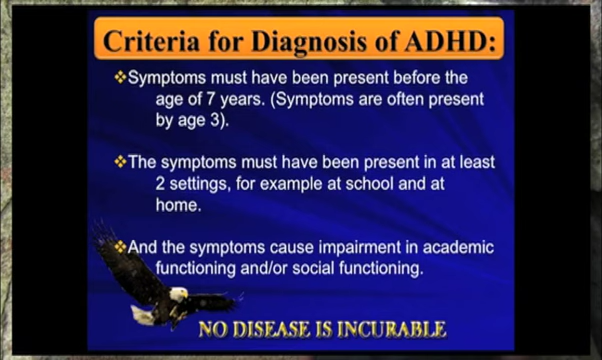 Criteria for Diagnosis of ADHD:
❖Symptoms must have been present before the
age of 7 years. (Symptoms are often present
by age 3).
❖The symptoms must have been present in at least
2 settings, for example at school and at
home.
❖And the symptoms cause impairment in academic
functioning and/or social functioning.
NO DISEASE IS INCURABLE